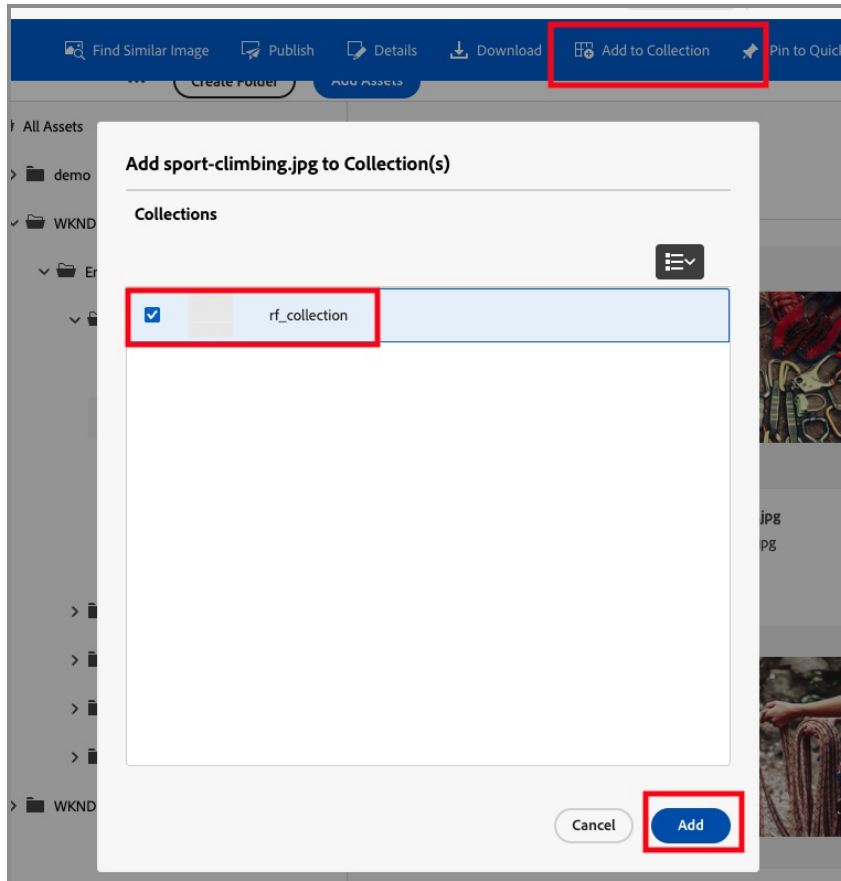 Find Similar Image Publish Details Download Add to Collection Pin to Quic
... Create Folder Add Assets
All Assets
demo
WKND
Er
WKND
Add sport-climbing.jpg to Collection(s)
Collections
rf_collection
jpg
pg
Cancel Add